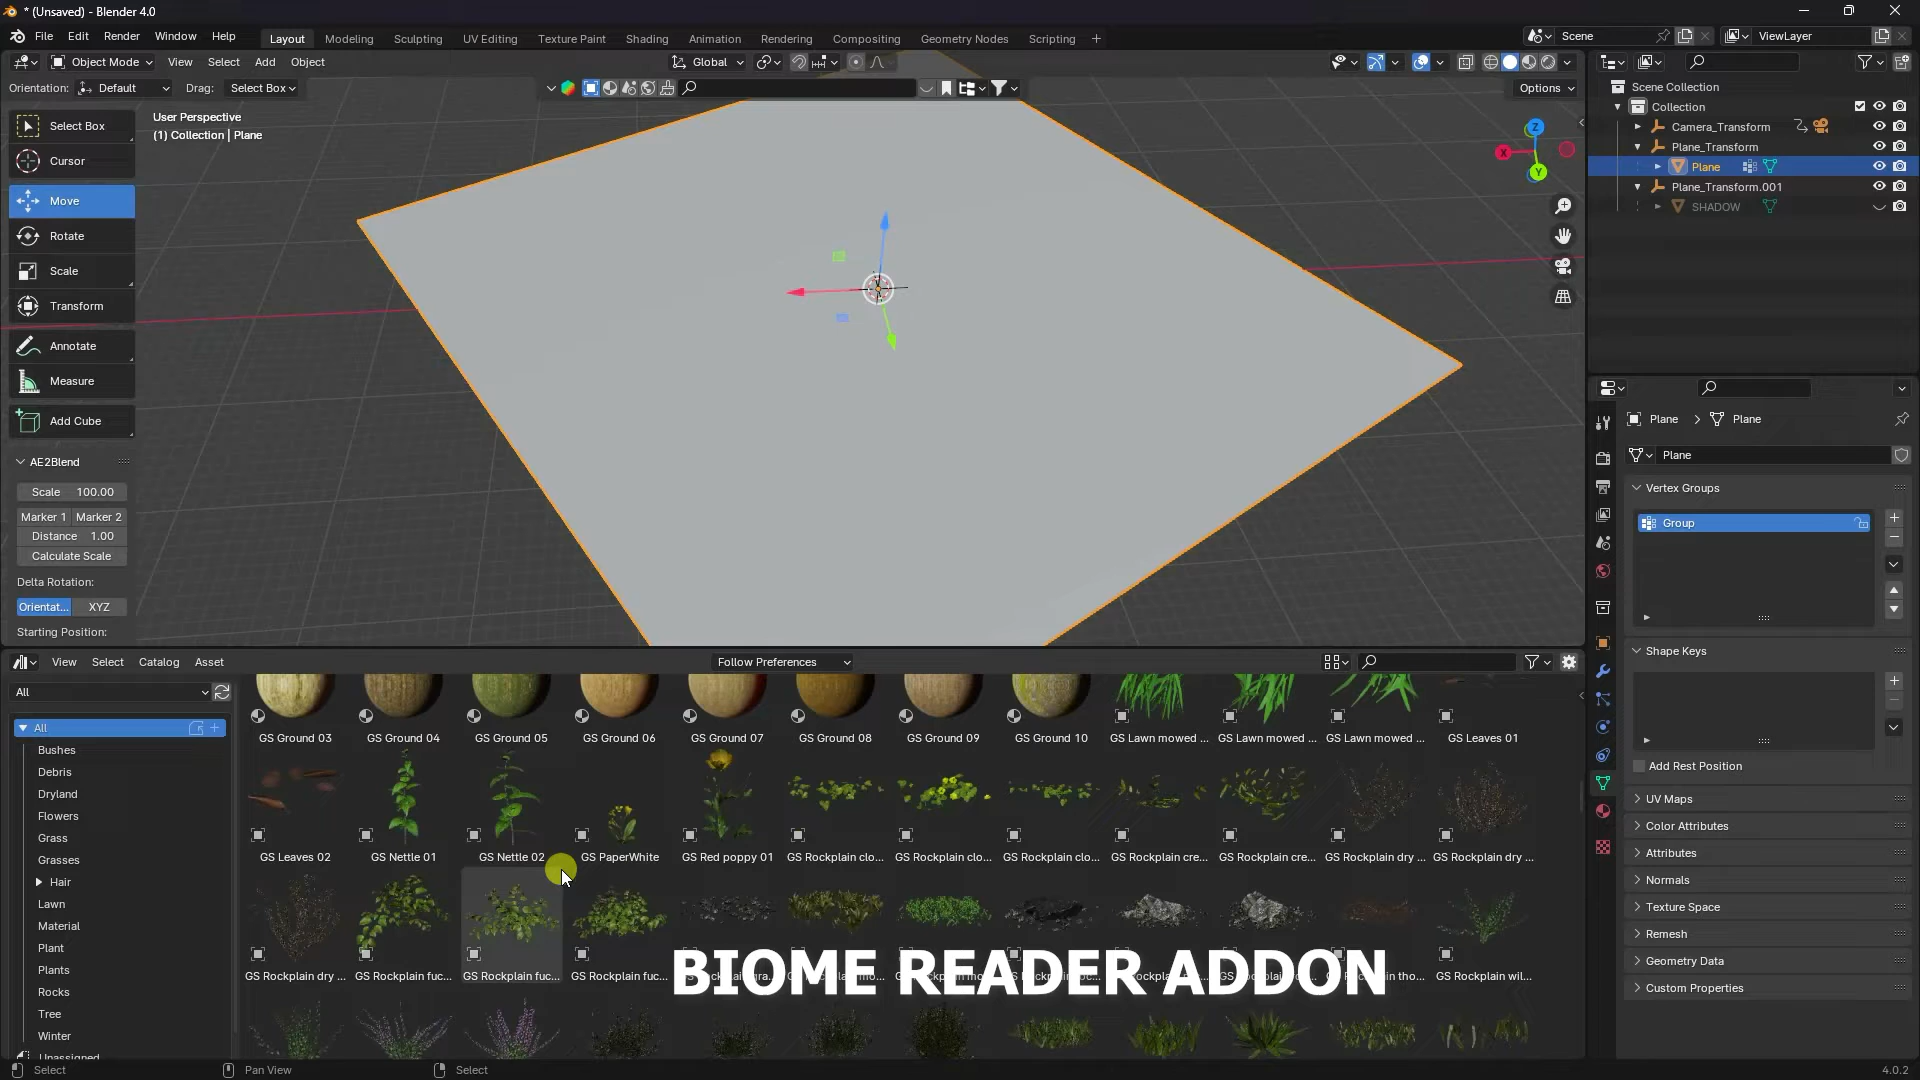 * (Unsaved) - Blender 4.0
File Edit Render Window Help
Layout Modeling Sculpting UV Editing Texture Paint Shading Animation Rendering Compositing Geometry Nodes Scripting +
Scene
ViewLayer
Object Mode View Select Add Object
Global
Orientation: Default Drag: Select Box
Options
User Perspective
(1) Collection | Plane
Select Box
Cursor
Move
Rotate
Scale
Transform
Annotate
Measure
Add Cube
AE2Blend
Scale 100.00
Marker 1 Marker 2
Distance 1.00
Calculate Scale
Delta Rotation:
Orientat... XYZ
Starting Position:
Z
X
Y
Scene Collection
Collection
Camera_Transform
Plane_Transform
Plane
Plane_Transform.001
SHADOW
Plane > Plane
Plane
Vertex Groups
Group
Shape Keys
Add Rest Position
UV Maps
Color Attributes
Attributes
Normals
Texture Space
Remesh
Geometry Data
Custom Properties
View Select Catalog Asset
Follow Preferences
All
All
Bushes
Debris
Dryland
Flowers
Grass
Grasses
Hair
Lawn
Material
Plant
Plants
Rocks
Tree
Winter
Unassigned
GS Ground 03 GS Ground 04 GS Ground 05 GS Ground 06 GS Ground 07 GS Ground 08 GS Ground 09 GS Ground 10 GS Lawn mowed ... GS Lawn mowed ... GS Lawn mowed ... GS Leaves 01
GS Leaves 02 GS Nettle 01 GS Nettle 02 GS PaperWhite GS Red poppy 01 GS Rockplain clo... GS Rockplain clo... GS Rockplain clo... GS Rockplain cre... GS Rockplain cre... GS Rockplain dry ... GS Rockplain dry ...
GS Rockplain dry ... GS Rockplain fuc... GS Rockplain fuc... GS Rockplain fuc... GS Rockplain wil...
BIOME READER ADDON
Select Pan View Select
4.0.2